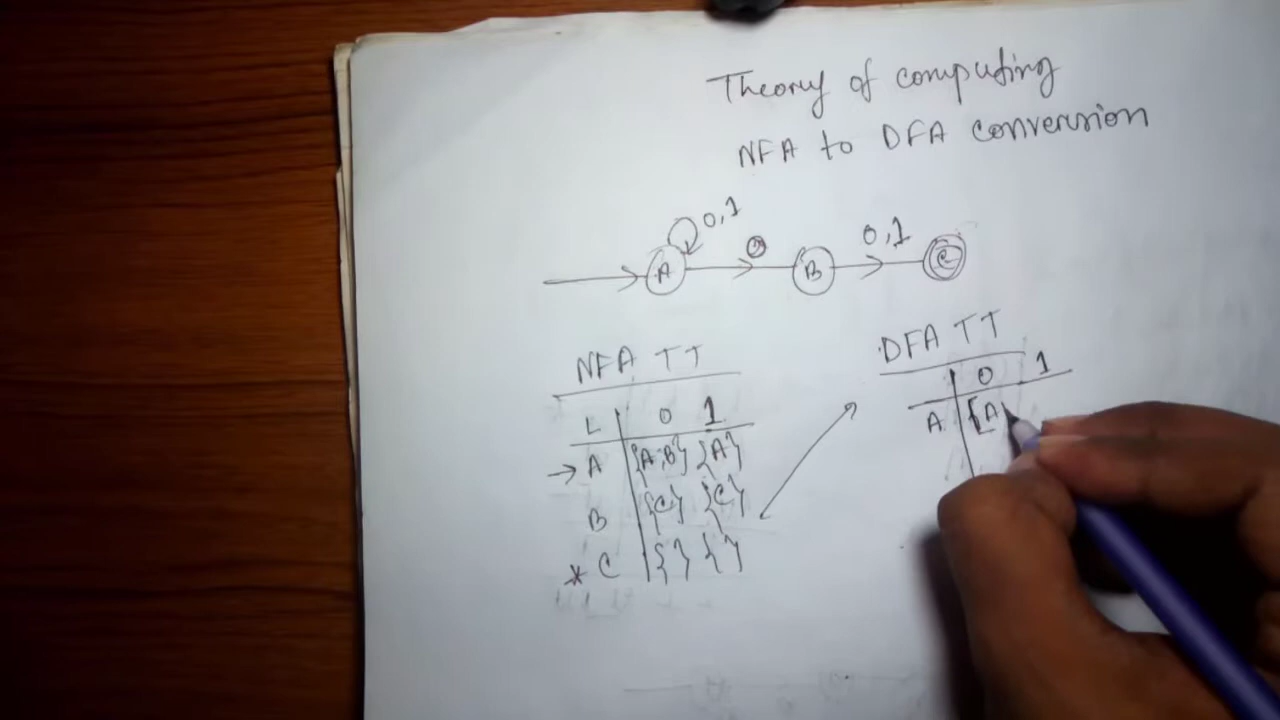 Theory of computing
NFA to DFA conversion
0,1
0
0,1
A
B
C
NFA TT
L 0 1
→ A {A,B} {A}
B {C} {C}
* C { } { }
DFA TT
0 1
A {A